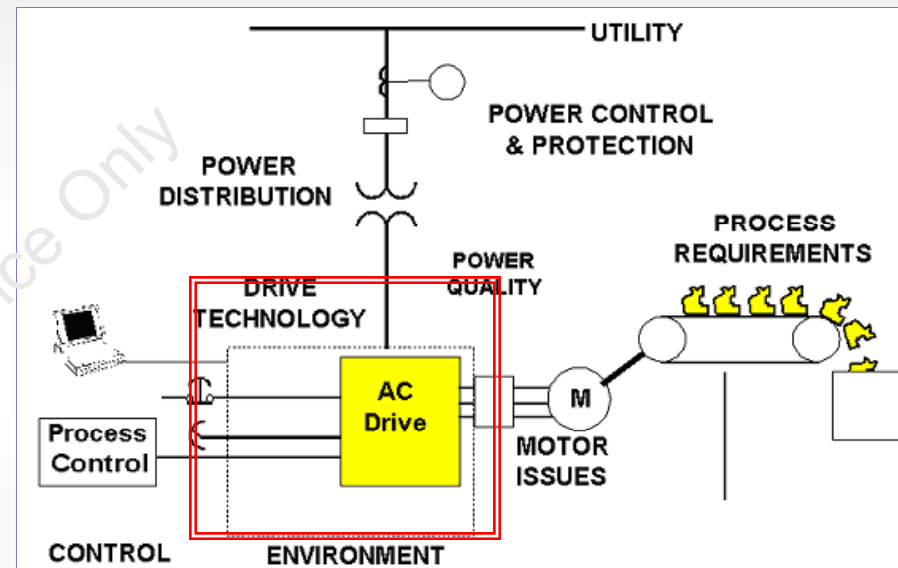 UTILITY
POWER CONTROL
& PROTECTION
POWER
DISTRIBUTION
PROCESS
REQUIREMENTS
POWER
QUALITY
DRIVE
TECHNOLOGY
AC
Drive
M
MOTOR
ISSUES
Process
Control
CONTROL
ENVIRONMENT
ice Only